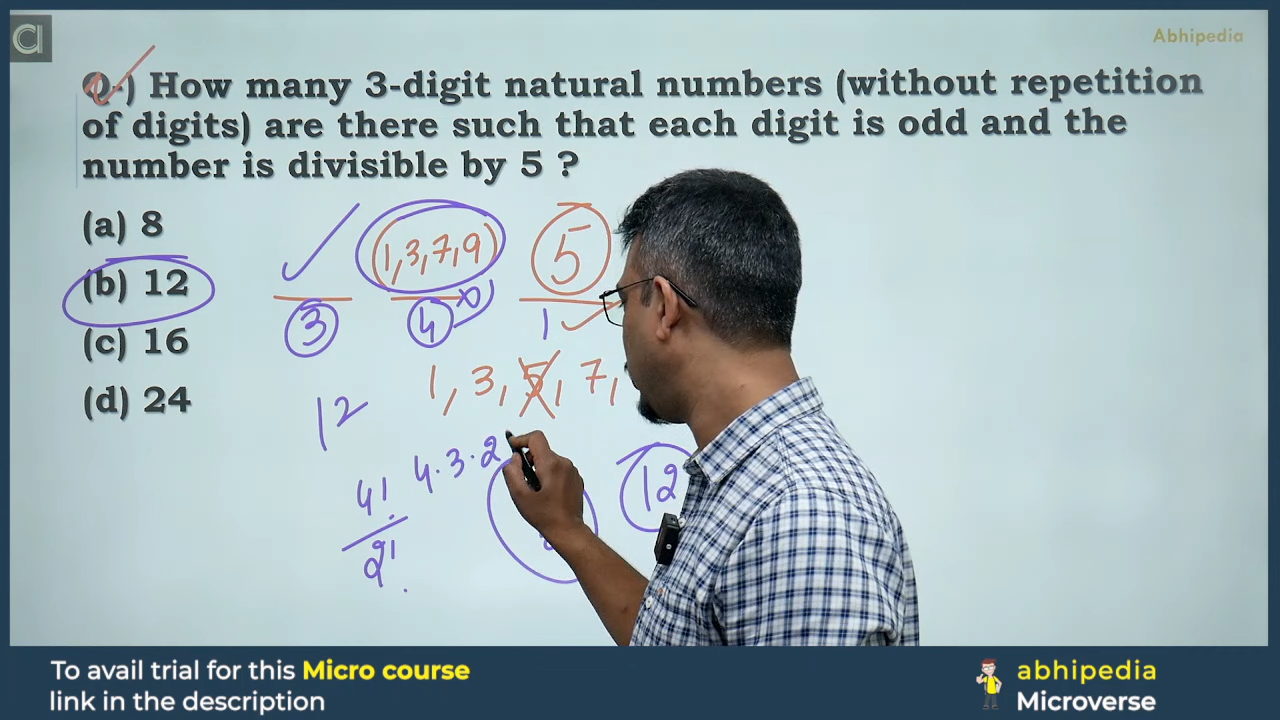 Abhipedia
Q.) How many 3-digit natural numbers (without repetition
of digits) are there such that each digit is odd and the
number is divisible by 5 ?
(a) 8
(b) 12
(c) 16
(d) 24
(1,3,7,9) 5
3 4 1
1, 3, 5, 7,
12
4! 4.3.2
2!
12
To avail trial for this Micro course
link in the description
abhipedia
Microverse